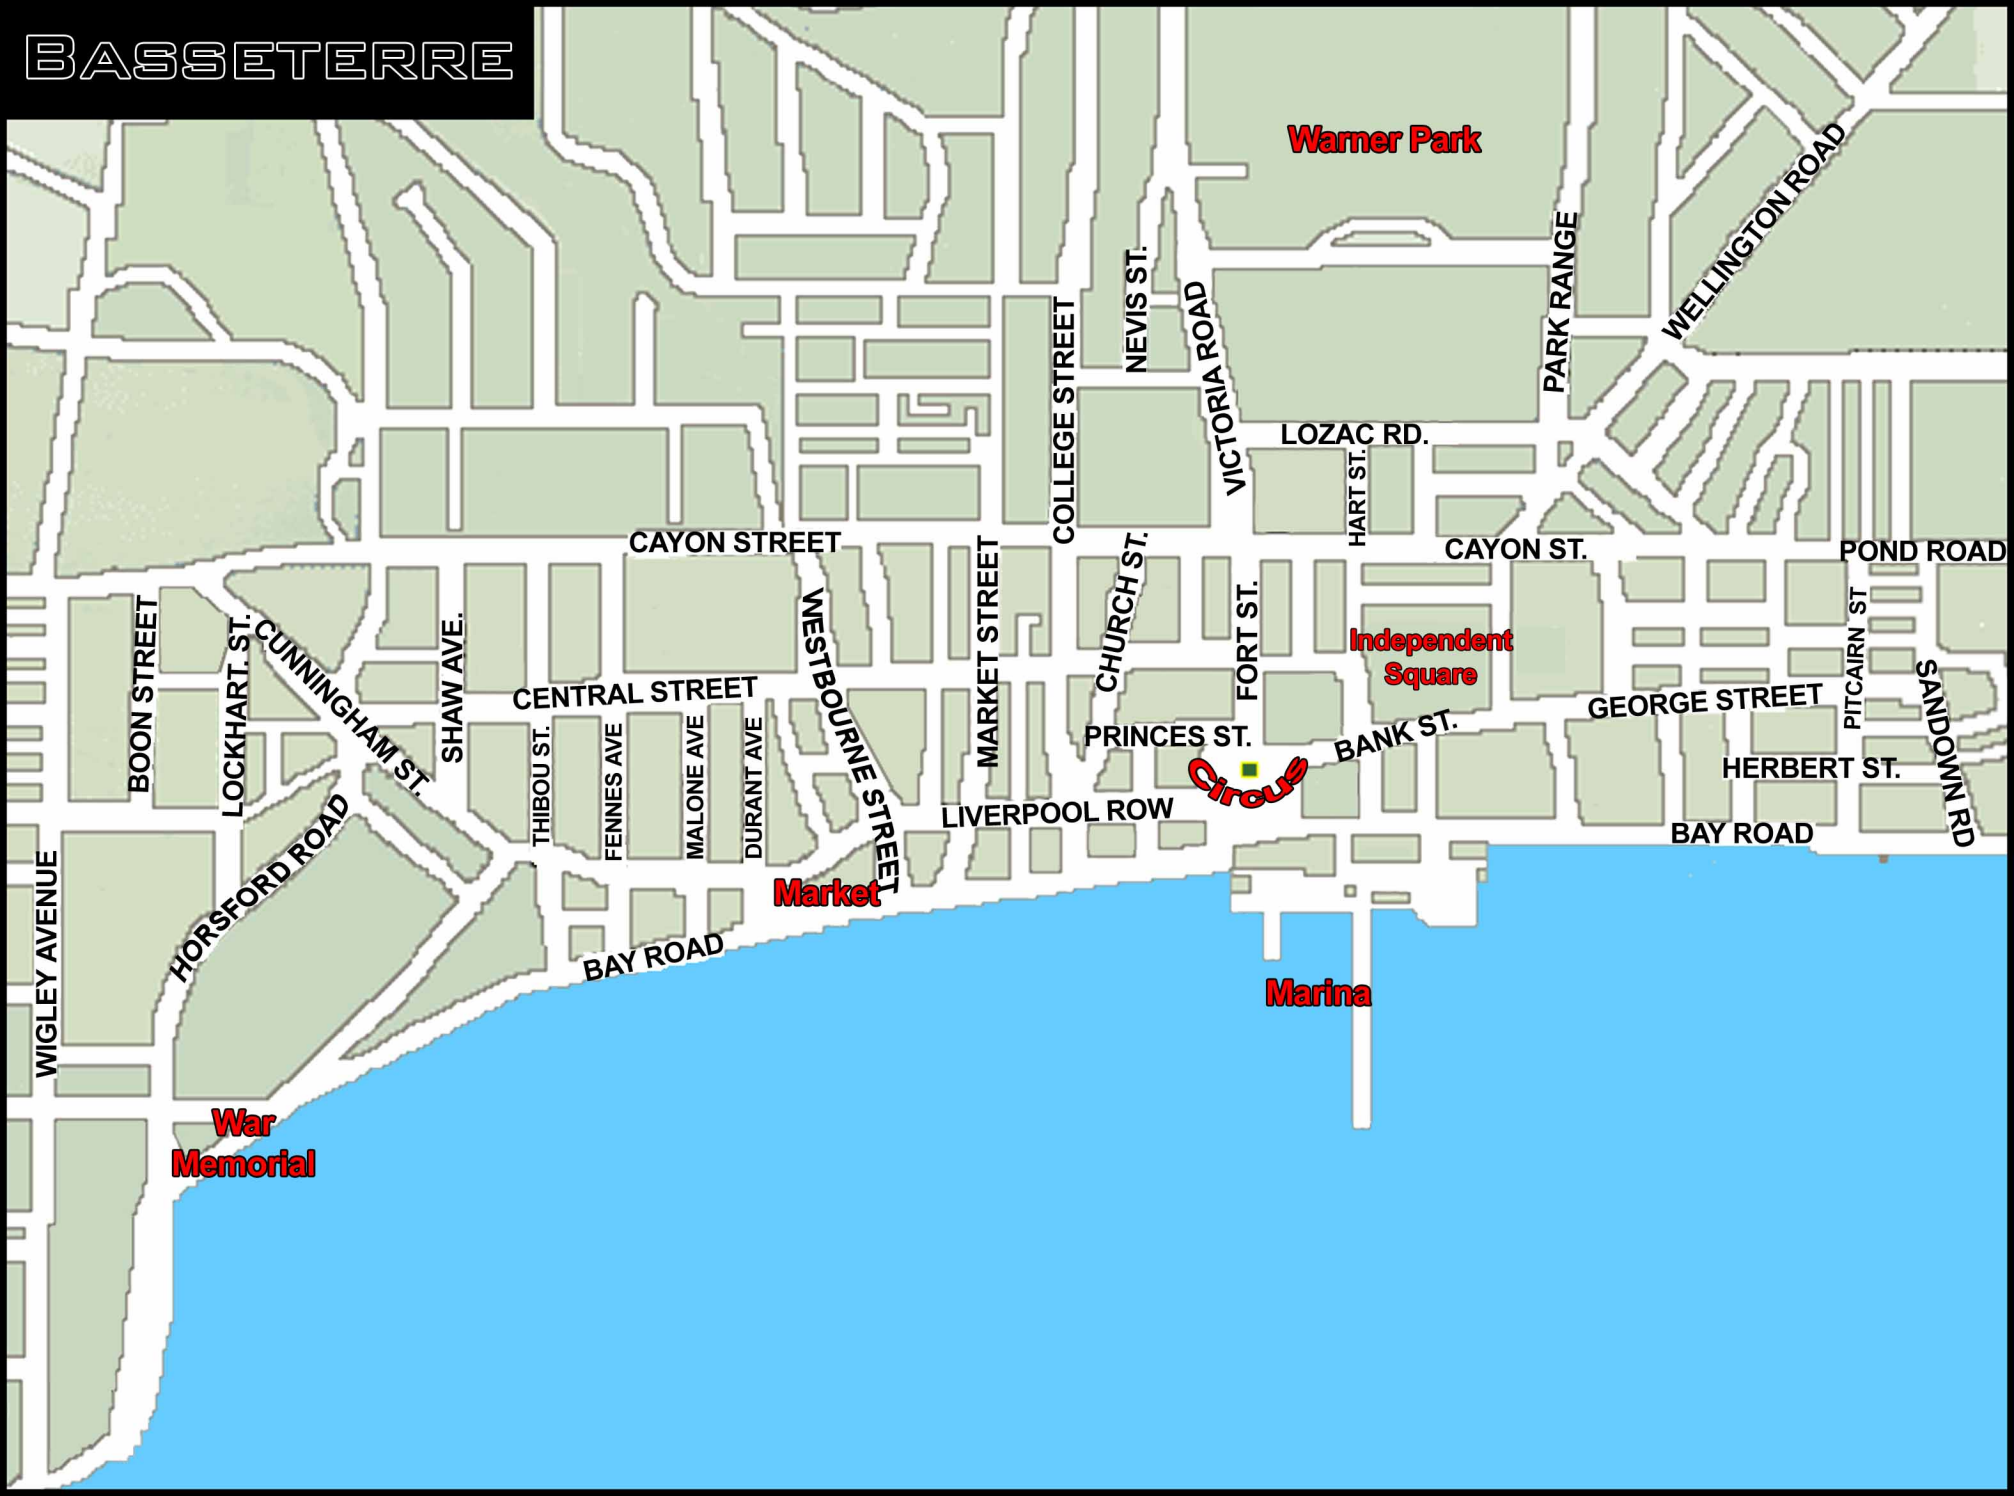 BASSETERRE
Warner Park
WELLINGTON ROAD
PARK RANGE
NEVIS ST.
VICTORIA ROAD
COLLEGE STREET
LOZAC RD.
HART ST.
CAYON STREET
CAYON ST.
POND ROAD
CHURCH ST.
MARKET STREET
FORT ST.
WESTBOURNE STREET
BOON STREET
LOCKHART. ST.
CUNNINGHAM ST.
SHAW AVE.
Independent
Square
PITCAIRN ST
SANDOWN RD
CENTRAL STREET
GEORGE STREET
THIBOU ST.
FENNES AVE
MALONE AVE
DURANT AVE
PRINCES ST.
BANK ST.
Circus
HERBERT ST.
LIVERPOOL ROW
BAY ROAD
HORSFORD ROAD
WIGLEY AVENUE
Market
BAY ROAD
Marina
War
Memorial